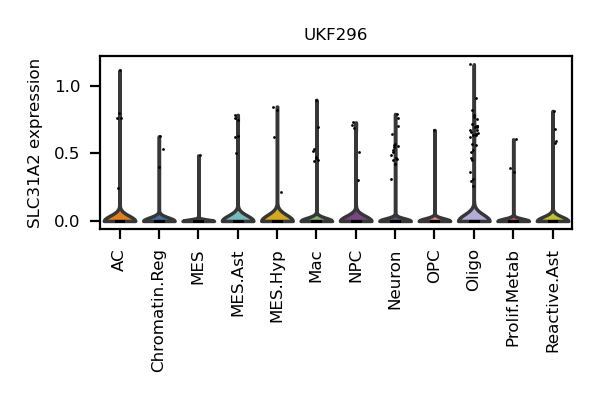 UKF296
SLC31A2 expression
1.0
0.5
0.0
AC
Chromatin.Reg
MES
MES.Ast
MES.Hyp
Mac
NPC
Neuron
OPC
Oligo
Prolif.Metab
Reactive.Ast